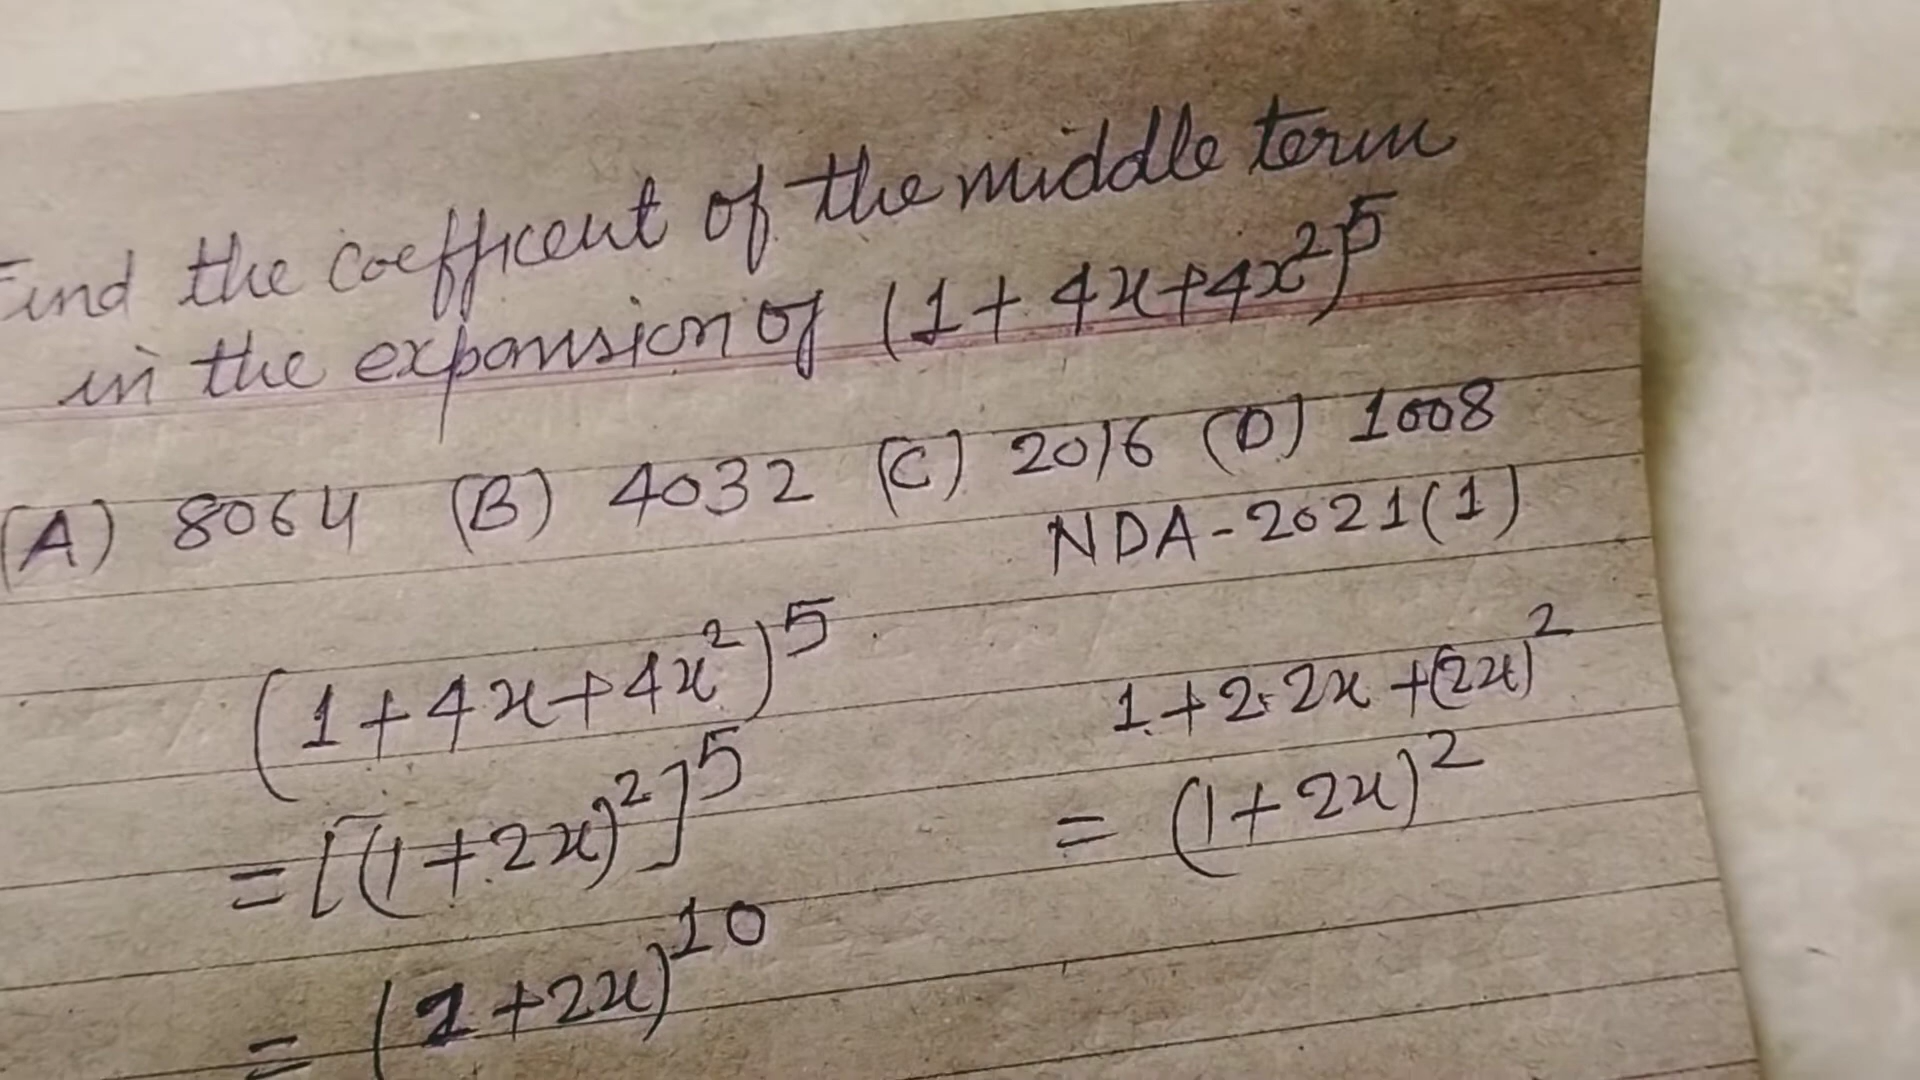 Find the coefficent of the middle term
in the expansion of (1+4x+4x²)⁵
(A) 8064 (B) 4032 (C) 2016 (D) 1008
NDA-2021(1)
(1+4x+4x²)⁵
= [(1+2x)²]⁵
= (1+2x)¹⁰
1+2·2x+(2x)²
= (1+2x)²